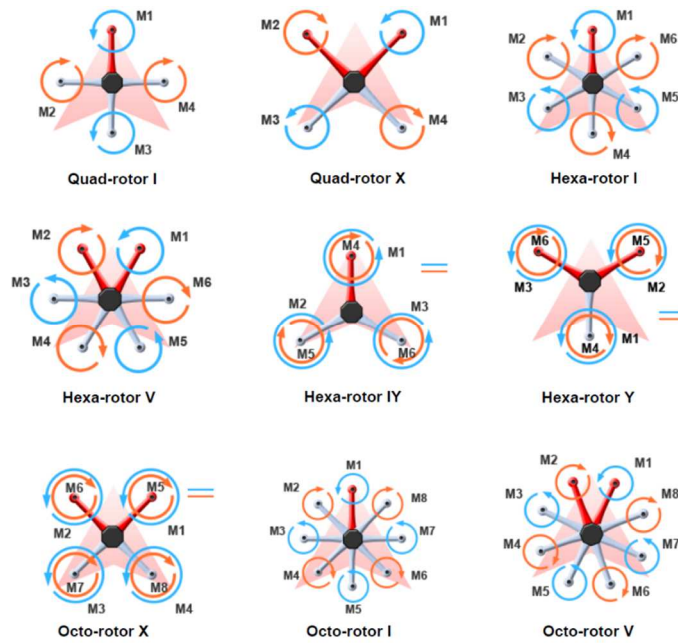 M1
M2
M4
M3
Quad-rotor I
M2
M1
M3
M4
Quad-rotor X
M1
M2
M6
M3
M5
M4
Hexa-rotor I
M2
M1
M3
M6
M4
M5
Hexa-rotor V
M4
M1
M2
M3
M5
M6
Hexa-rotor IY
M6
M5
M3
M2
M4
M1
Hexa-rotor Y
M6
M5
M2
M1
M7
M8
M3
M4
Octo-rotor X
M1
M2
M8
M3
M7
M4
M6
M5
Octo-rotor I
M2
M1
M3
M8
M4
M7
M5
M6
Octo-rotor V